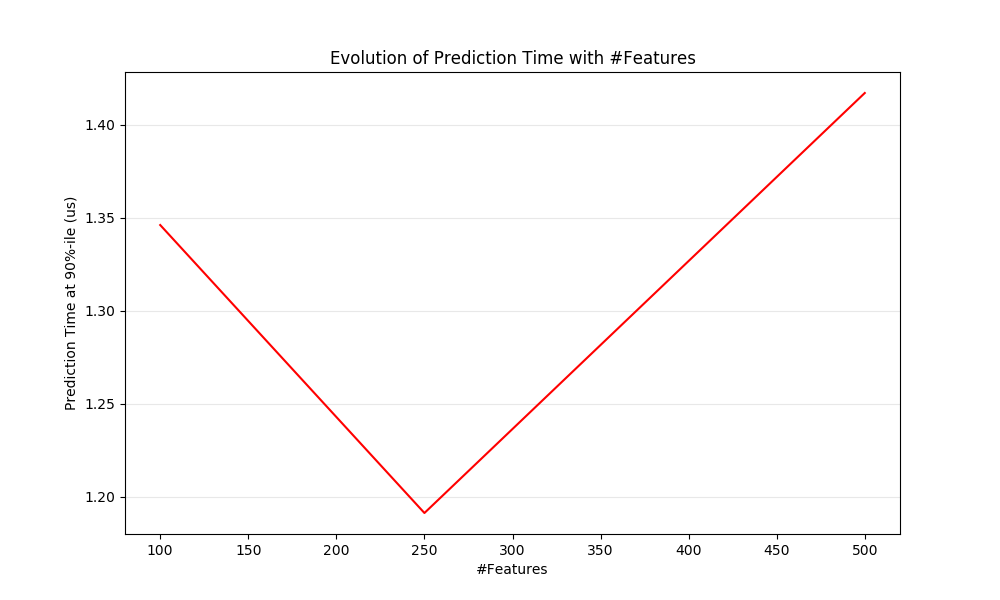 Evolution of Prediction Time with #Features
Prediction Time at 90%-ile (us)
1.40
1.35
1.30
1.25
1.20
100 150 200 250 300 350 400 450 500
#Features